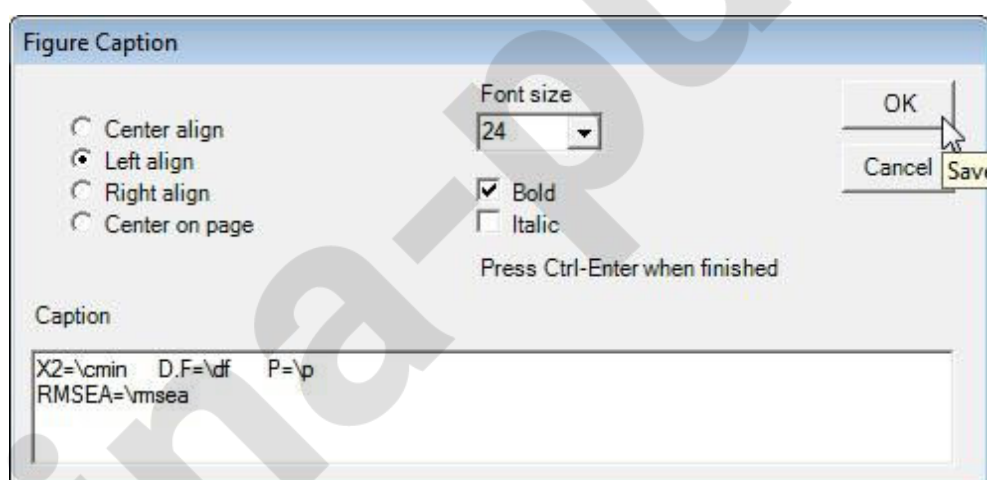 Figure Caption
Center align
Left align
Right align
Center on page
Font size
24
Bold
Italic
Press Ctrl-Enter when finished
OK
Cancel
Save
Caption
X2=\cmin D.F=\df P=\p
RMSEA=\rmsea